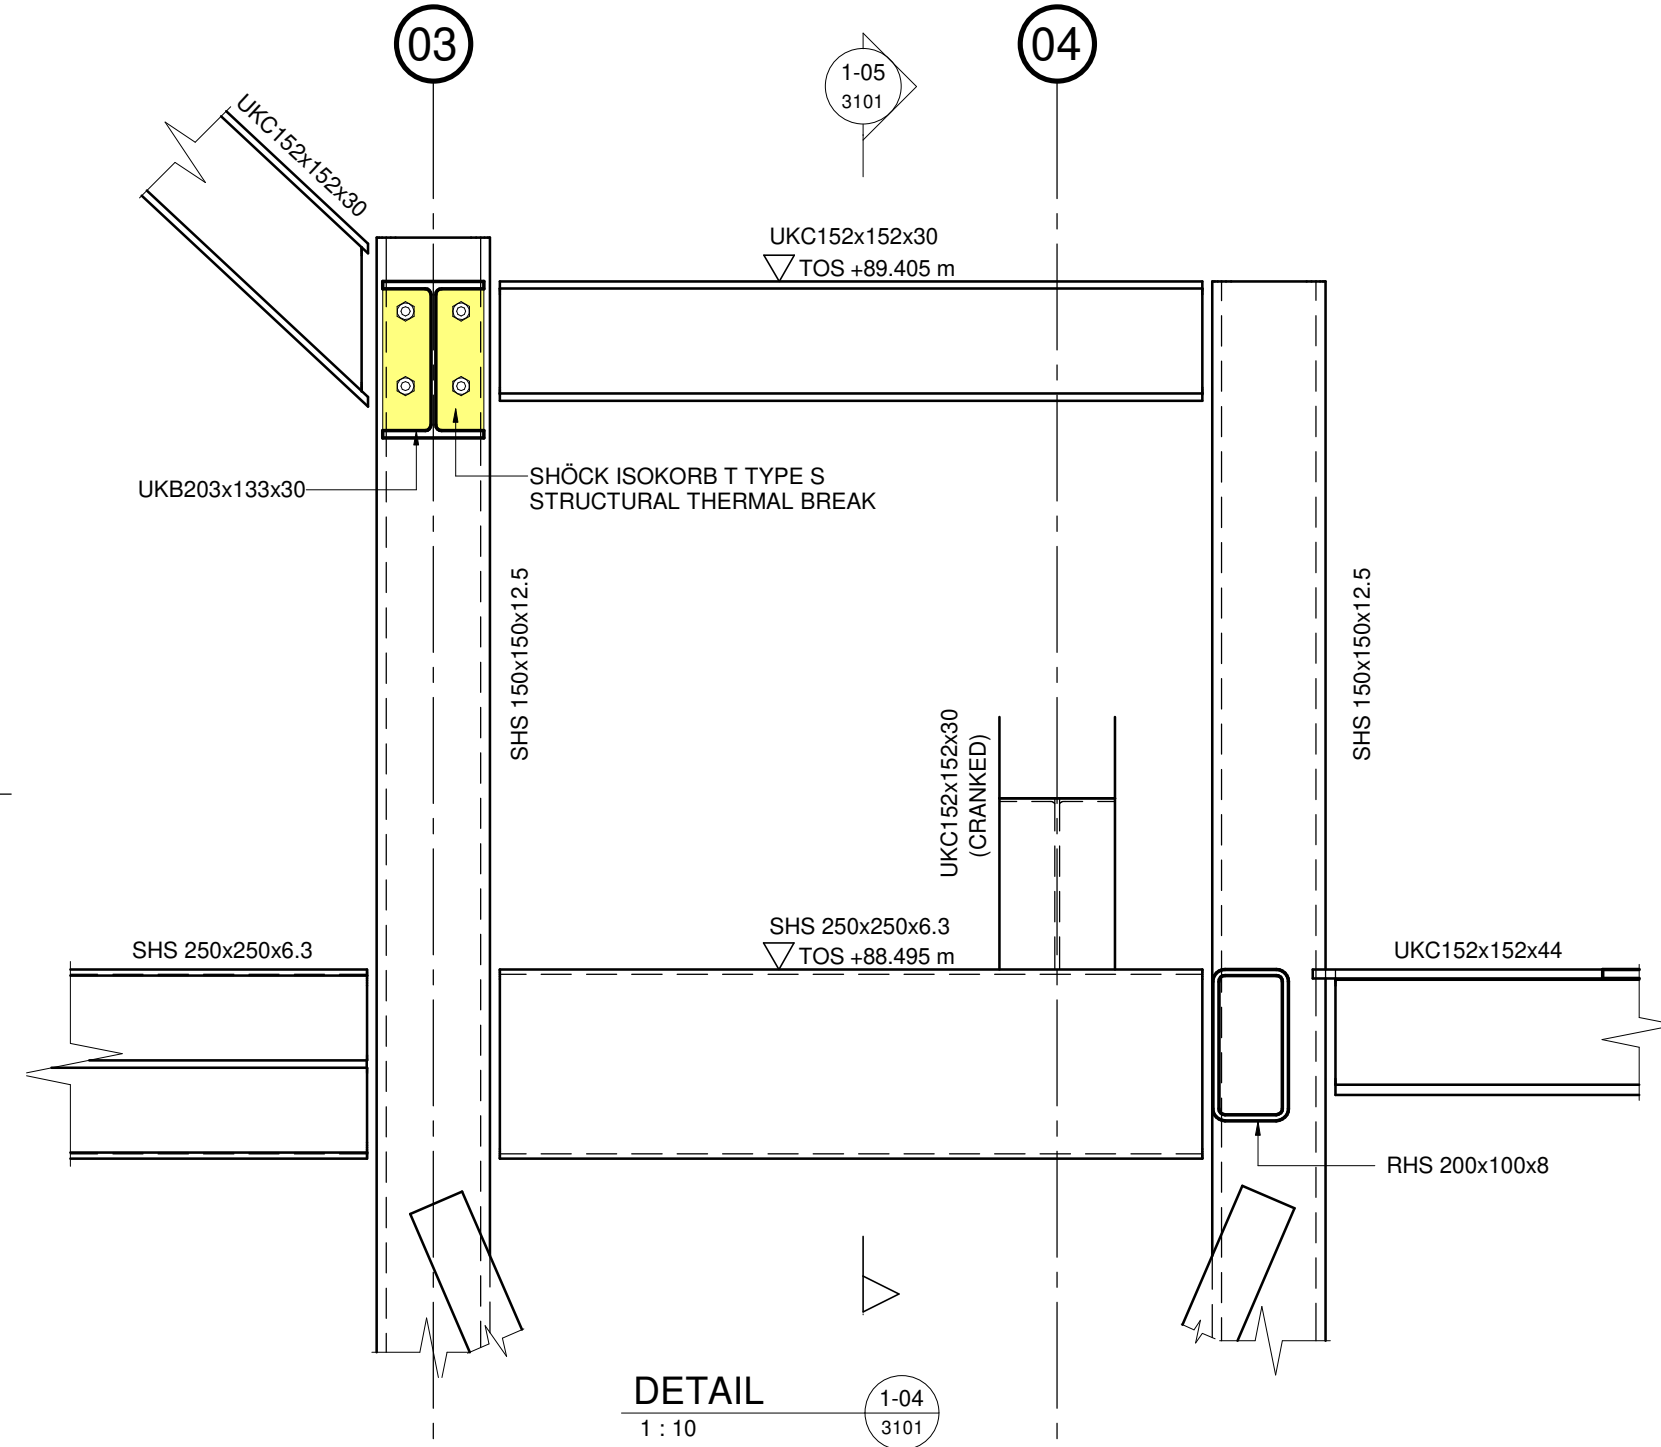 03
04
1-05
3101
UKC152x152x30
UKC152x152x30
TOS +89.405 m
UKB203x133x30
SHÖCK ISOKORB T TYPE S
STRUCTURAL THERMAL BREAK
SHS 150x150x12.5
SHS 150x150x12.5
UKC152x152x30
(CRANKED)
SHS 250x250x6.3
SHS 250x250x6.3
TOS +88.495 m
UKC152x152x44
RHS 200x100x8
DETAIL
1 : 10
1-04
3101